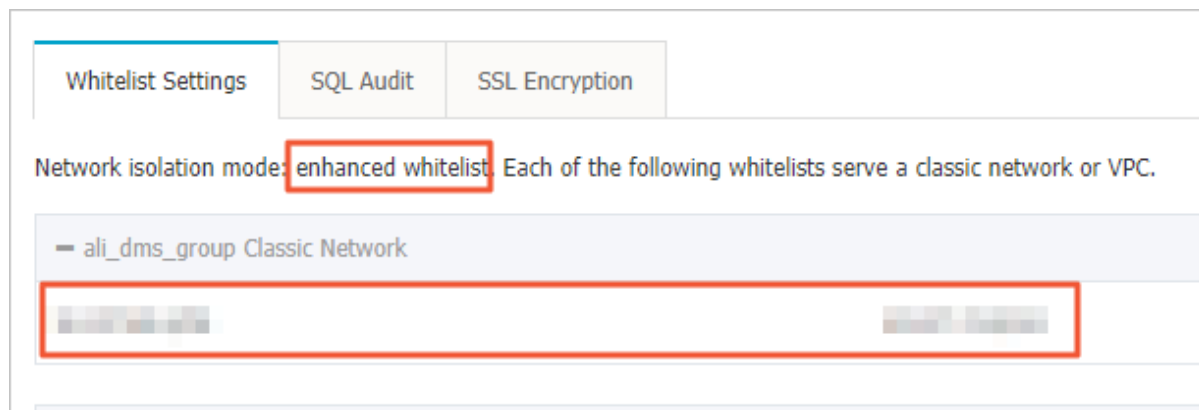 Whitelist Settings SQL Audit SSL Encryption
Network isolation mode: enhanced whitelist. Each of the following whitelists serve a classic network or VPC.
ali_dms_group Classic Network